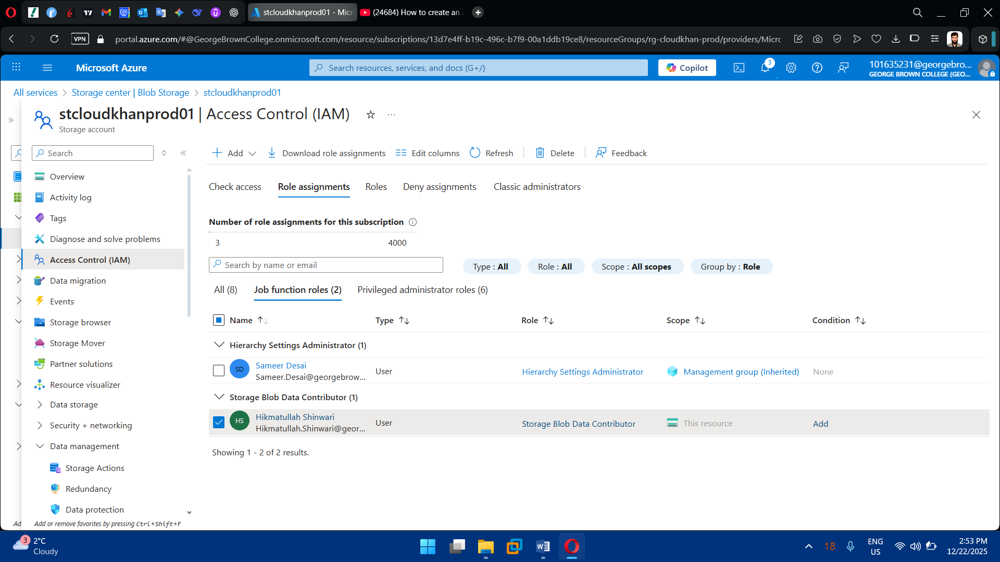 stcloudkhanprod01 - Micr
(24684) How to create an
VPN
portal.azure.com/#@GeorgeBrownCollege.onmicrosoft.com/resource/subscriptions/13d7e4ff-b19c-496c-b7f9-00a1ddb19ce8/resourceGroups/rg-cloudkhan-prod/providers/Micro
Microsoft Azure
Search resources, services, and docs (G+/)
Copilot
3
101635231@georgebro...
GEORGE BROWN COLLEGE (GEO...
All services > Storage center | Blob Storage > stcloudkhanprod01
stcloudkhanprod01 | Access Control (IAM)
Storage account
Search
Add
Download role assignments
Edit columns
Refresh
Delete
Feedback
Overview
Activity log
Tags
Diagnose and solve problems
Access Control (IAM)
Data migration
Events
Storage browser
Storage Mover
Partner solutions
Resource visualizer
Data storage
Security + networking
Data management
Storage Actions
Redundancy
Data protection
Ad
Add or remove favorites by pressing Ctrl+Shift+F
Check access
Role assignments
Roles
Deny assignments
Classic administrators
Number of role assignments for this subscription
3
4000
Search by name or email
Type : All
Role : All
Scope : All scopes
Group by : Role
All (8)
Job function roles (2)
Privileged administrator roles (6)
Name
Type
Role
Scope
Condition
Hierarchy Settings Administrator (1)
SD
Sameer Desai
Sameer.Desai@georgebrow...
User
Hierarchy Settings Administrator
Management group (Inherited)
None
Storage Blob Data Contributor (1)
HS
Hikmatullah Shinwari
Hikmatullah.Shinwari@geor...
User
Storage Blob Data Contributor
This resource
Add
Showing 1 - 2 of 2 results.
3
2°C
Cloudy
18
ENG
US
2:53 PM
12/22/2025